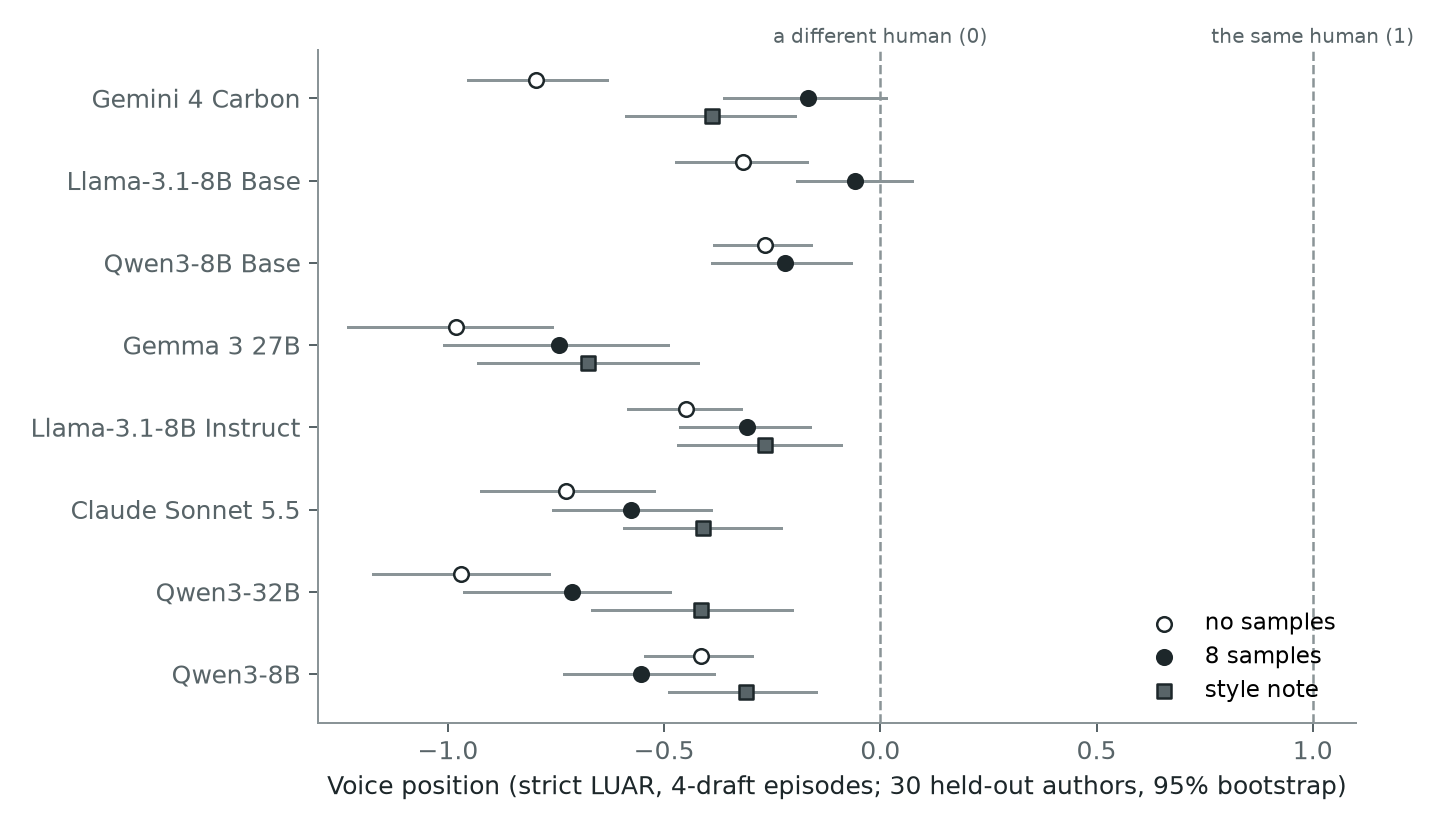 a different human (0)
the same human (1)
Gemini 4 Carbon
Llama-3.1-8B Base
Qwen3-8B Base
Gemma 3 27B
Llama-3.1-8B Instruct
Claude Sonnet 5.5
Qwen3-32B
Qwen3-8B
no samples
8 samples
style note
−1.0
−0.5
0.0
0.5
1.0
Voice position (strict LUAR, 4-draft episodes; 30 held-out authors, 95% bootstrap)